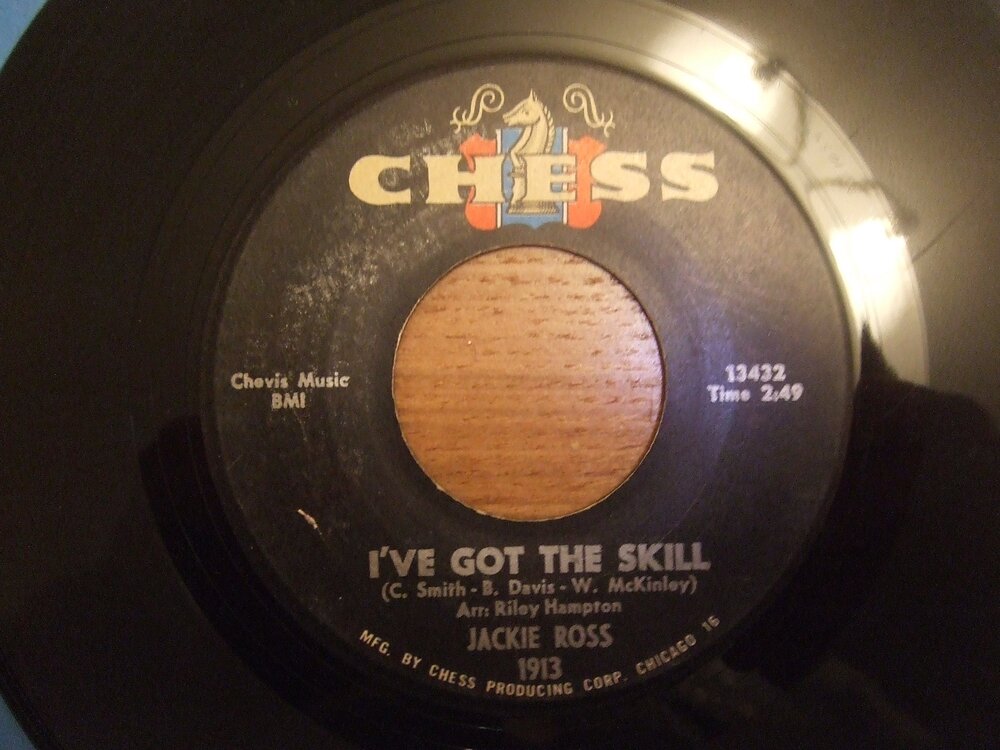 CHESS
Chevis Music
BMI
13432
Time 2:49
I'VE GOT THE SKILL
(C. Smith - B. Davis - W. McKinley)
Arr: Riley Hampton
JACKIE ROSS
1913
MFG. BY CHESS PRODUCING CORP. CHICAGO 16